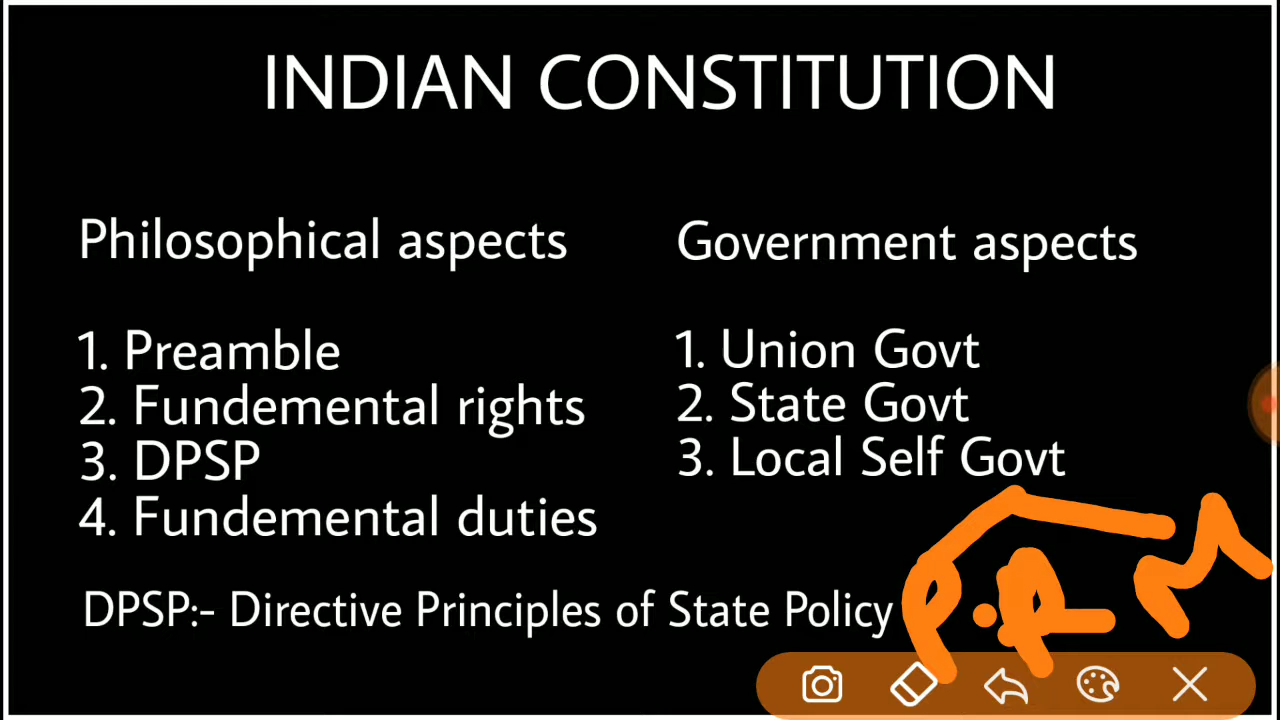 INDIAN CONSTITUTION
Philosophical aspects
1. Preamble
2. Fundemental rights
3. DPSP
4. Fundemental duties
Government aspects
1. Union Govt
2. State Govt
3. Local Self Govt
DPSP:- Directive Principles of State Policy